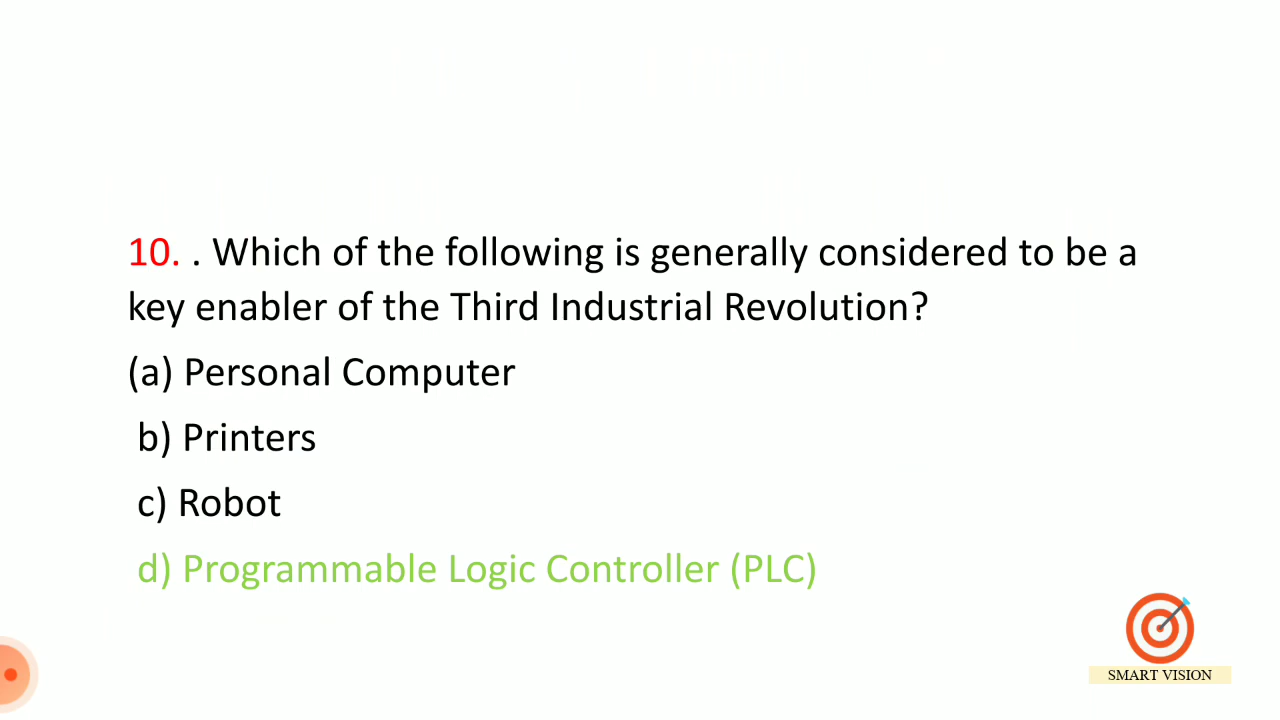 10. . Which of the following is generally considered to be a
key enabler of the Third Industrial Revolution?
(a) Personal Computer
b) Printers
c) Robot
d) Programmable Logic Controller (PLC)
SMART VISION